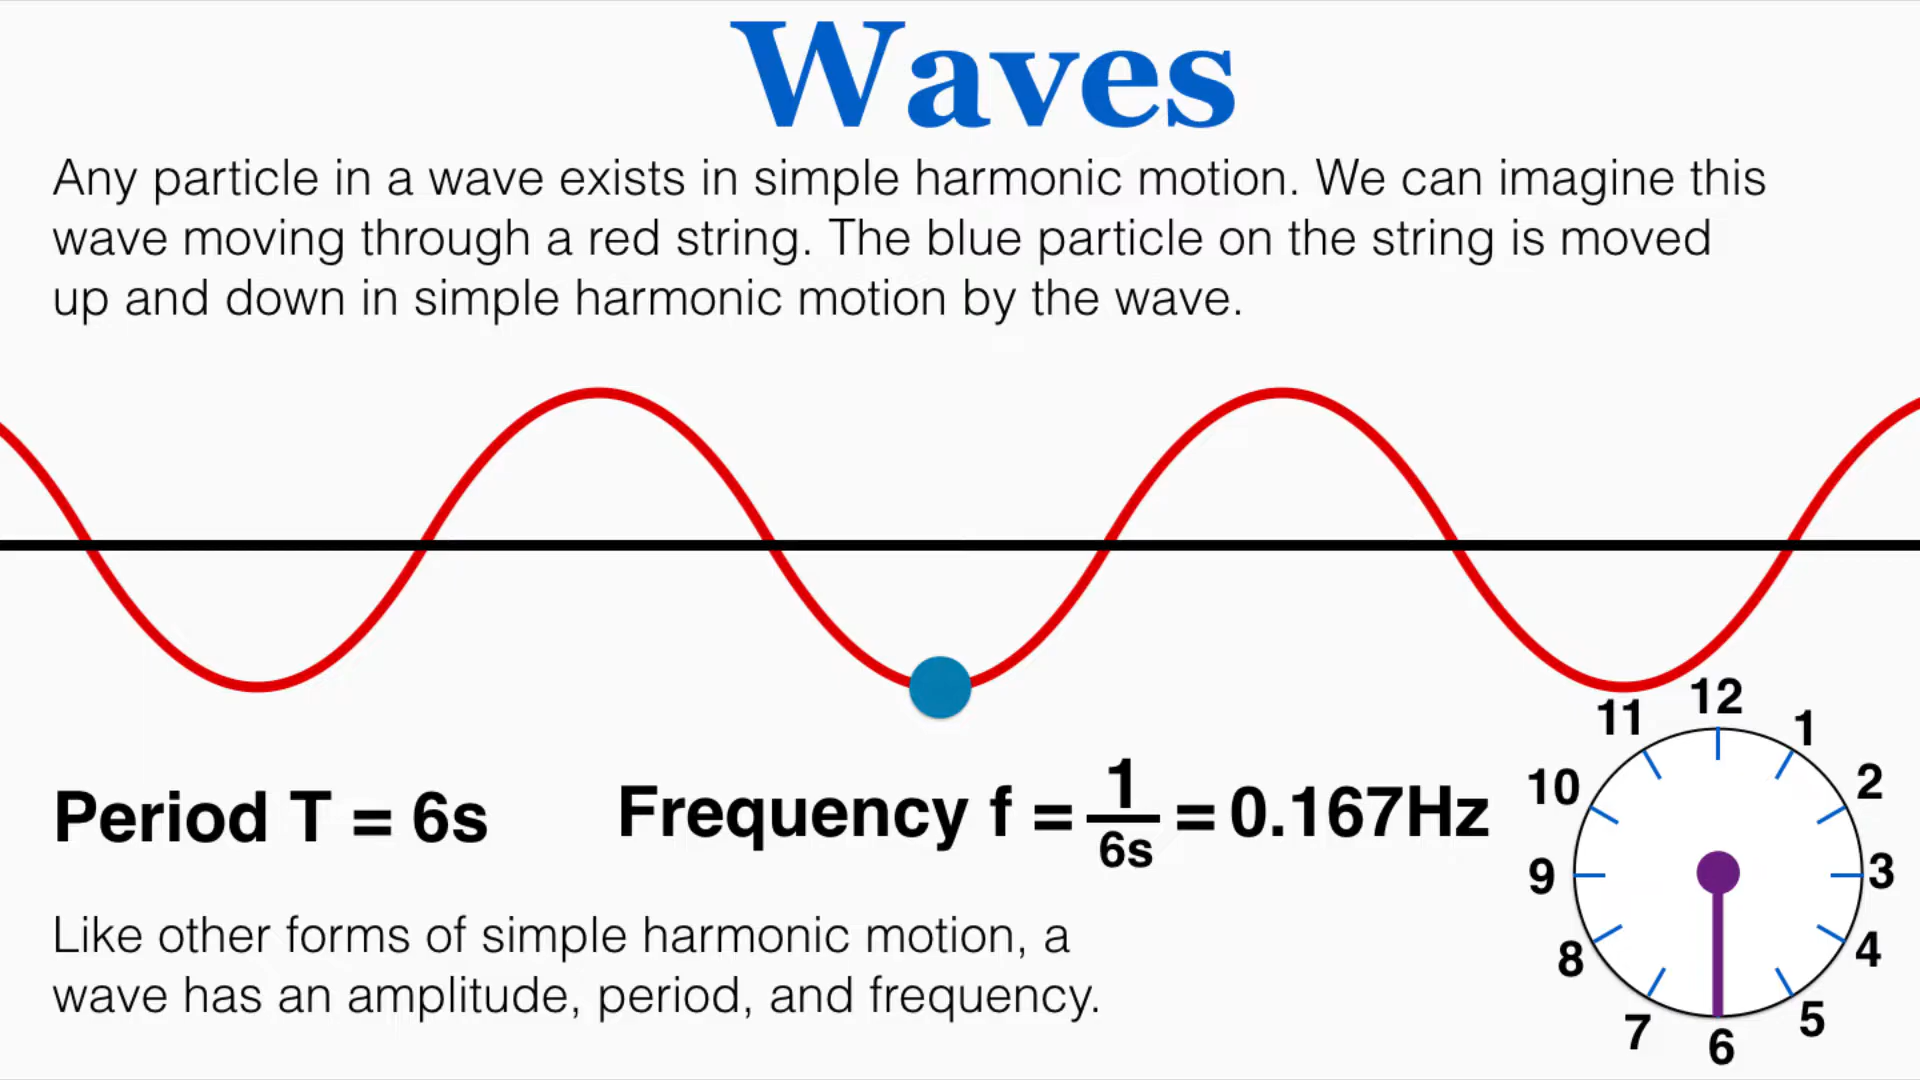 Waves
Any particle in a wave exists in simple harmonic motion. We can imagine this
wave moving through a red string. The blue particle on the string is moved
up and down in simple harmonic motion by the wave.
Period T = 6s
Frequency f = 1/6s = 0.167Hz
Like other forms of simple harmonic motion, a
wave has an amplitude, period, and frequency.
12
1
2
3
4
5
6
7
8
9
10
11